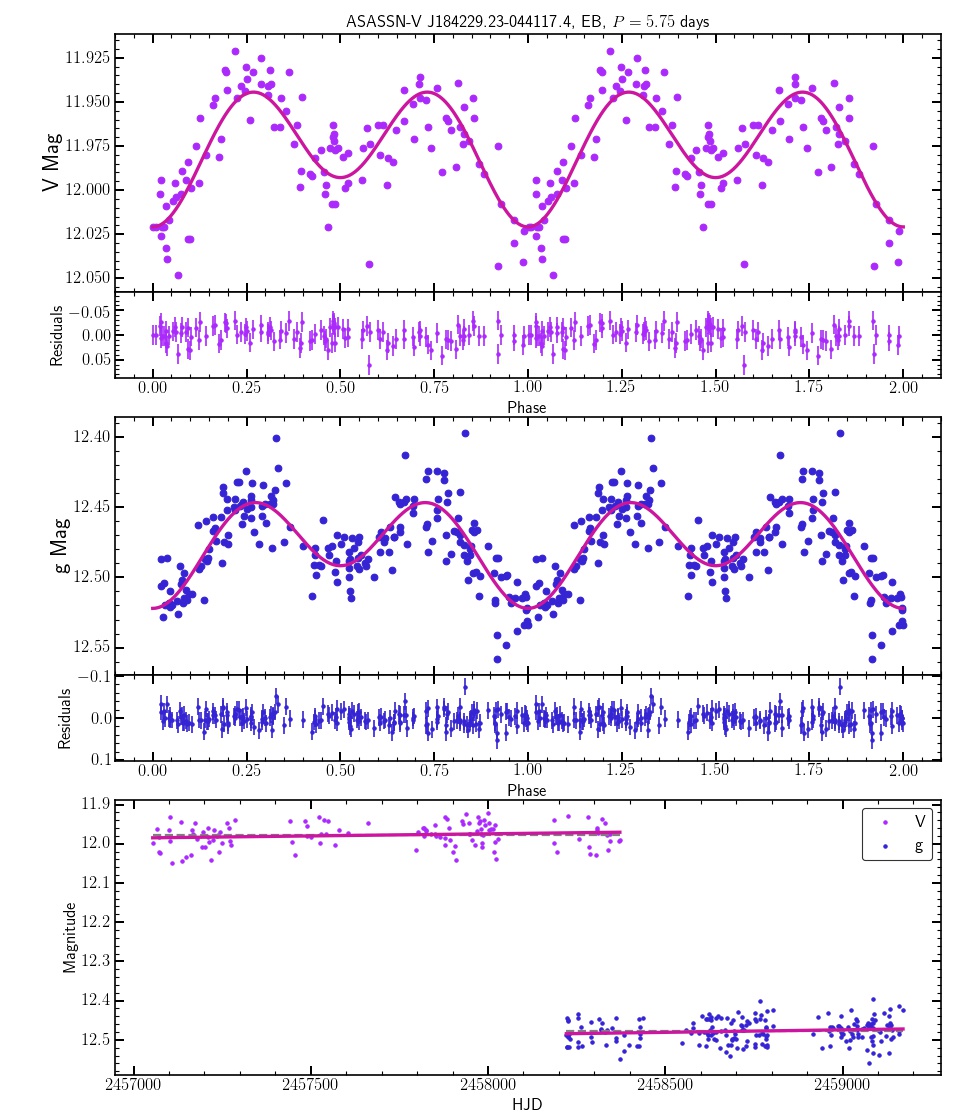 ASASSN-V J184229.23-044117.4, EB, P = 5.75 days
V Mag
11.925
11.950
11.975
12.000
12.025
12.050
Residuals
−0.05
0.00
0.05
0.00 0.25 0.50 0.75 1.00 1.25 1.50 1.75 2.00
Phase
g Mag
12.40
12.45
12.50
12.55
Residuals
−0.1
0.0
0.1
0.00 0.25 0.50 0.75 1.00 1.25 1.50 1.75 2.00
Phase
Magnitude
11.9
12.0
12.1
12.2
12.3
12.4
12.5
V
g
2457000 2457500 2458000 2458500 2459000
HJD